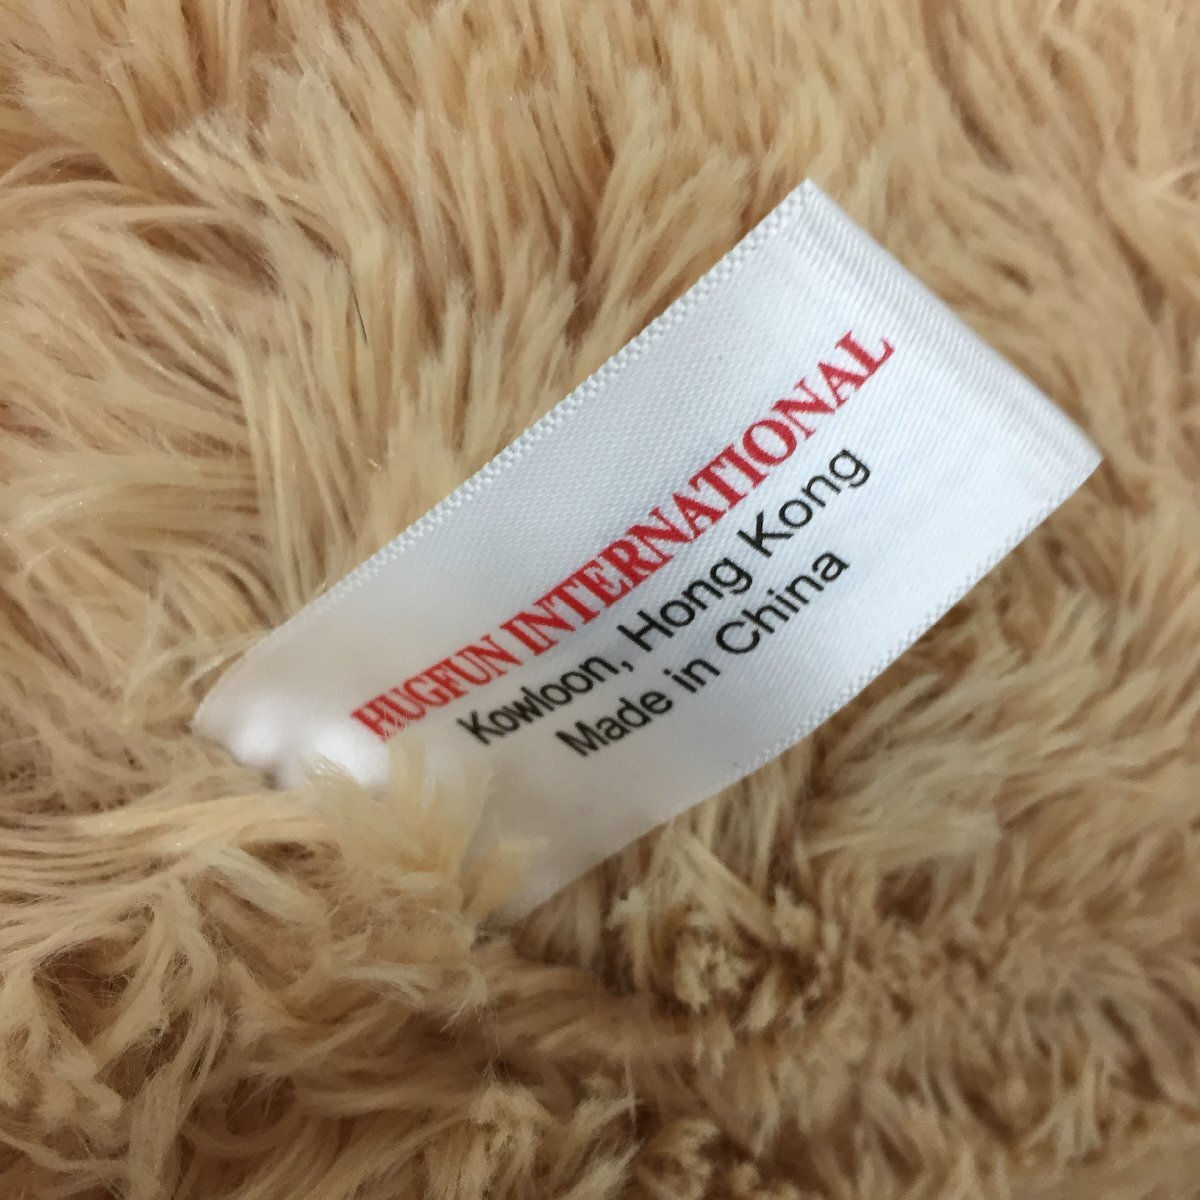 HUGFUN INTERNATIONAL
Kowloon, Hong Kong
Made in China